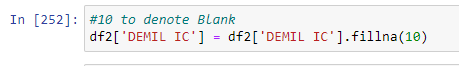 In [252]: #10 to denote Blank
df2['DEMIL IC'] = df2['DEMIL IC'].fillna(10)